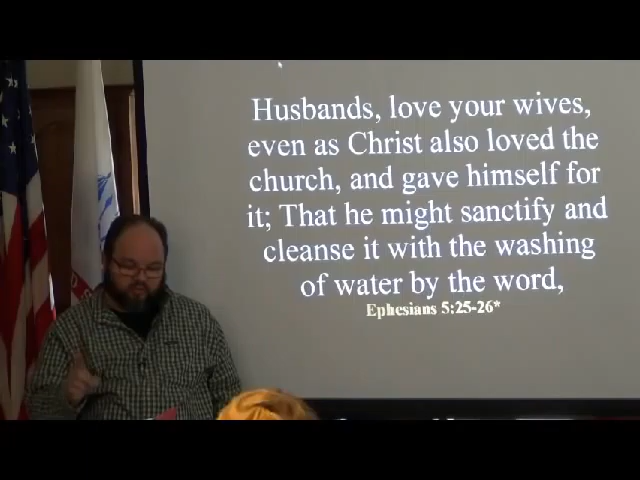 Husbands, love your wives,
even as Christ also loved the
church, and gave himself for
it; That he might sanctify and
cleanse it with the washing
of water by the word,
Ephesians 5:25-26*